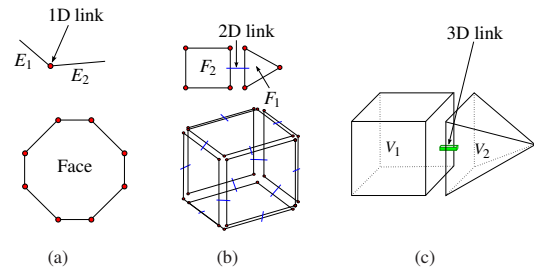 1D link
E1
E2
Face
(a)
2D link
F2
F1
(b)
3D link
V1
V2
(c)